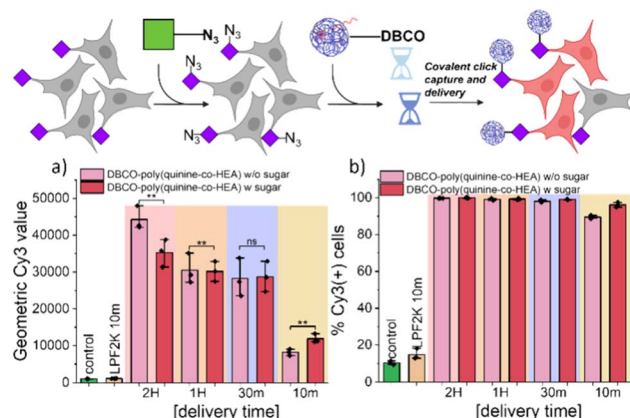 N₃
N₃
DBCO
N₃
N₃
N₃
Covalent click
capture and
delivery
a)
DBCO-poly(quinine-co-HEA) w/o sugar
DBCO-poly(quinine-co-HEA) w sugar
Geometric Cy3 value
50000
40000
30000
20000
10000
0
**
**
ns
**
control
LPF2K 10m
2H
1H
30m
10m
[delivery time]
b)
DBCO-poly(quinine-co-HEA) w/o sugar
DBCO-poly(quinine-co-HEA) w sugar
% Cy3(+) cells
100
80
60
40
20
0
control
LPF2K 10m
2H
1H
30m
10m
[delivery time]